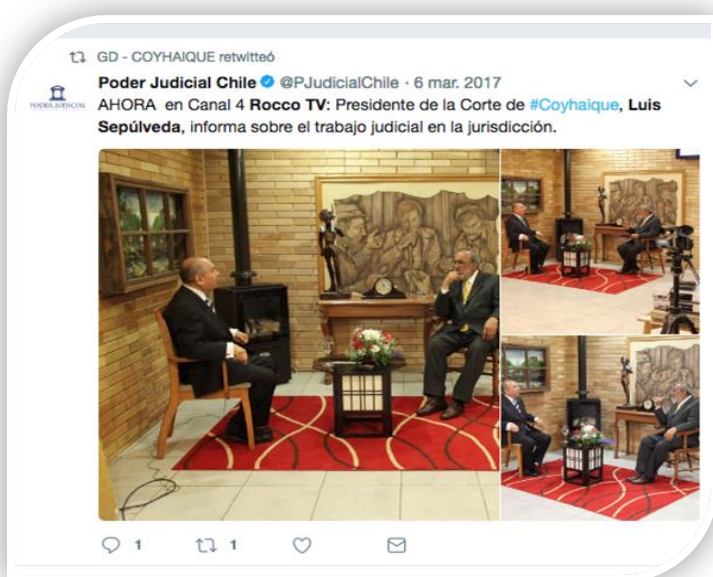 GD - COYHAIQUE retwitteó
Poder Judicial Chile @PJudicialChile · 6 mar. 2017
PODER JUDICIAL
AHORA en Canal 4 Rocco TV: Presidente de la Corte de #Coyhaique, Luis
Sepúlveda, informa sobre el trabajo judicial en la jurisdicción.
1 1